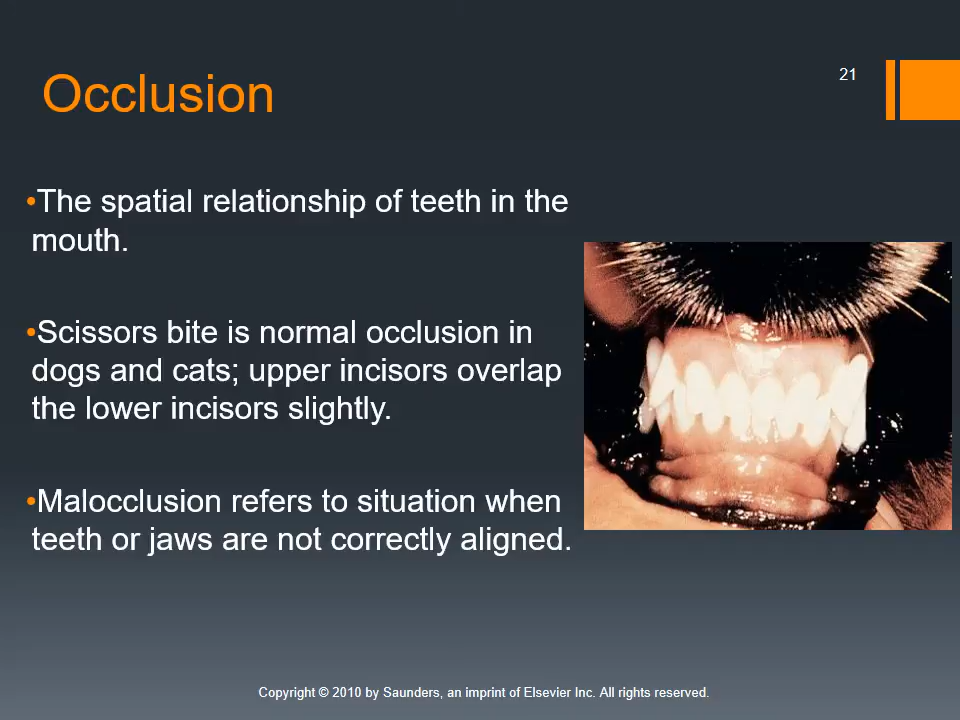 21
Occlusion
•The spatial relationship of teeth in the
mouth.
•Scissors bite is normal occlusion in
dogs and cats; upper incisors overlap
the lower incisors slightly.
•Malocclusion refers to situation when
teeth or jaws are not correctly aligned.
Copyright © 2010 by Saunders, an imprint of Elsevier Inc. All rights reserved.